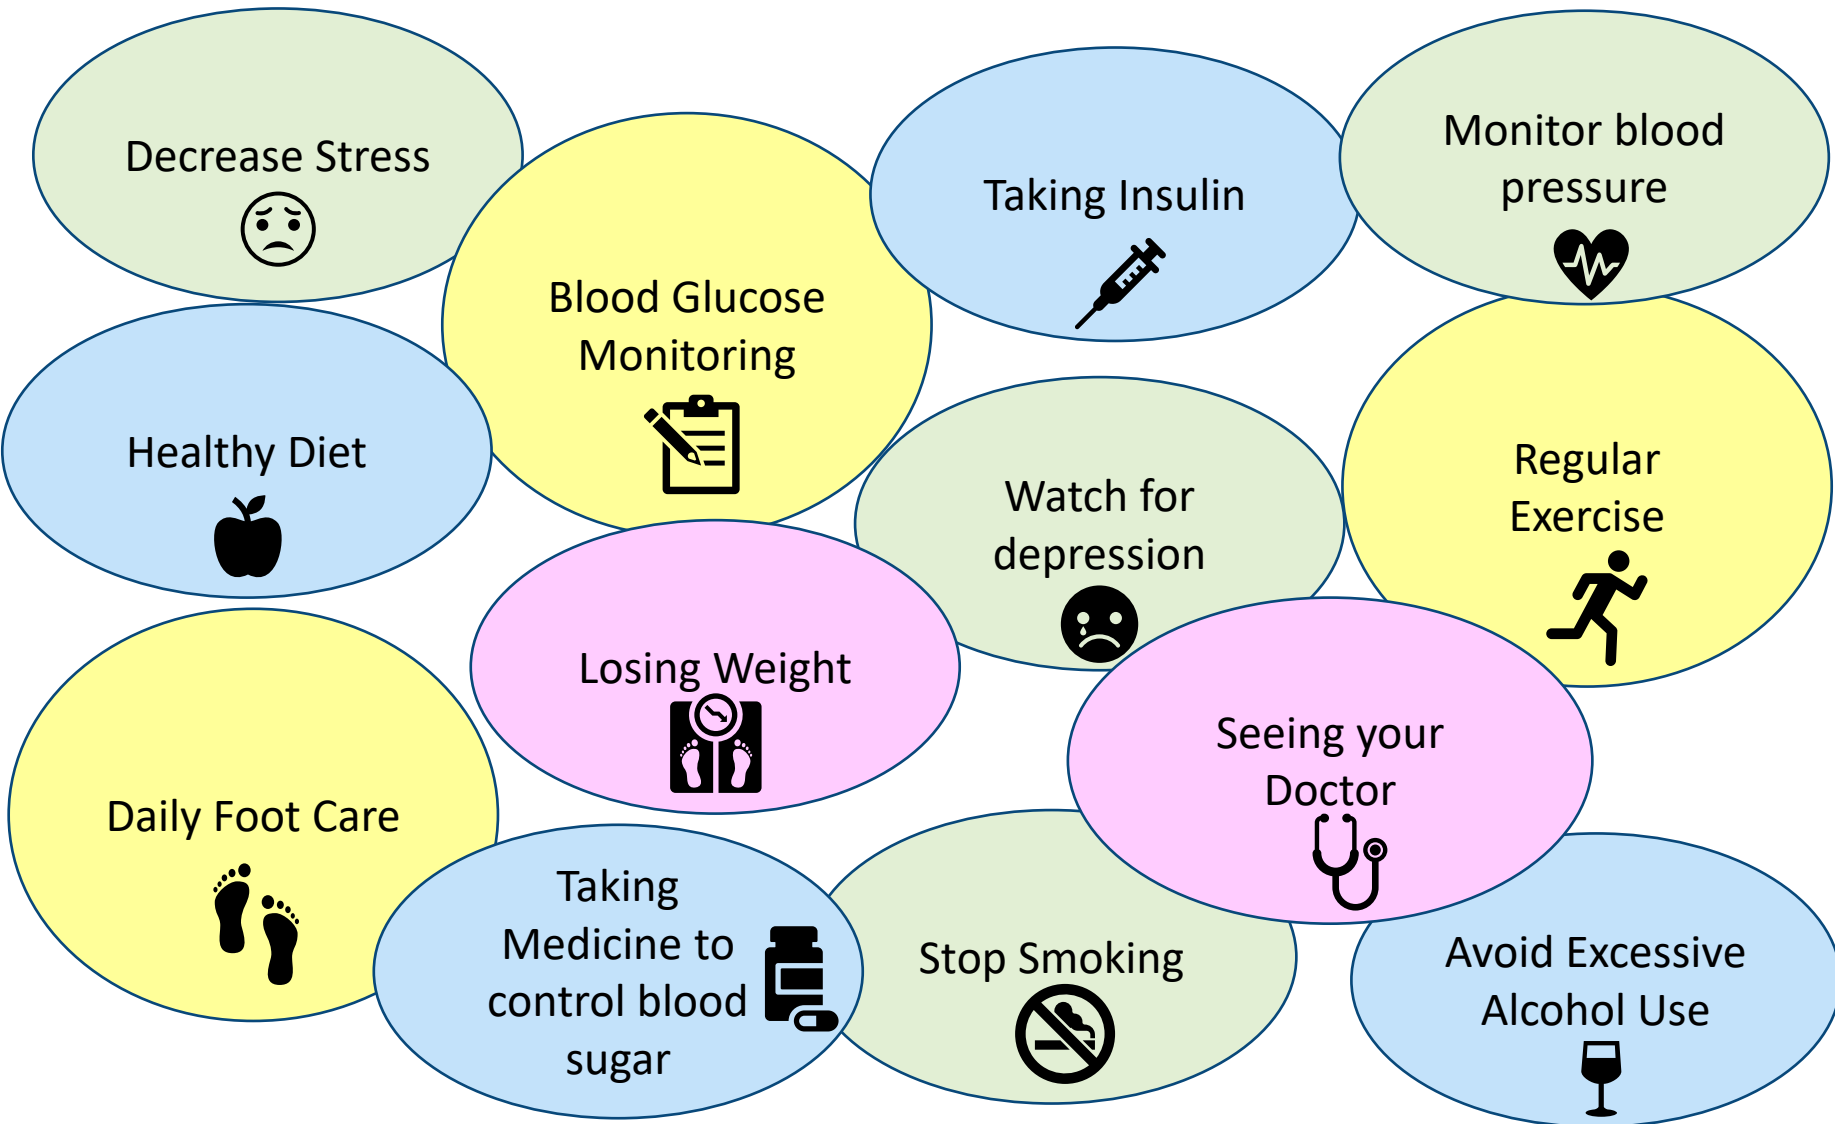 Decrease Stress
Blood Glucose
Monitoring
Taking Insulin
Monitor blood
pressure
Healthy Diet
Watch for
depression
Regular
Exercise
Losing Weight
Seeing your
Doctor
Daily Foot Care
Taking
Medicine to
control blood
sugar
Stop Smoking
Avoid Excessive
Alcohol Use